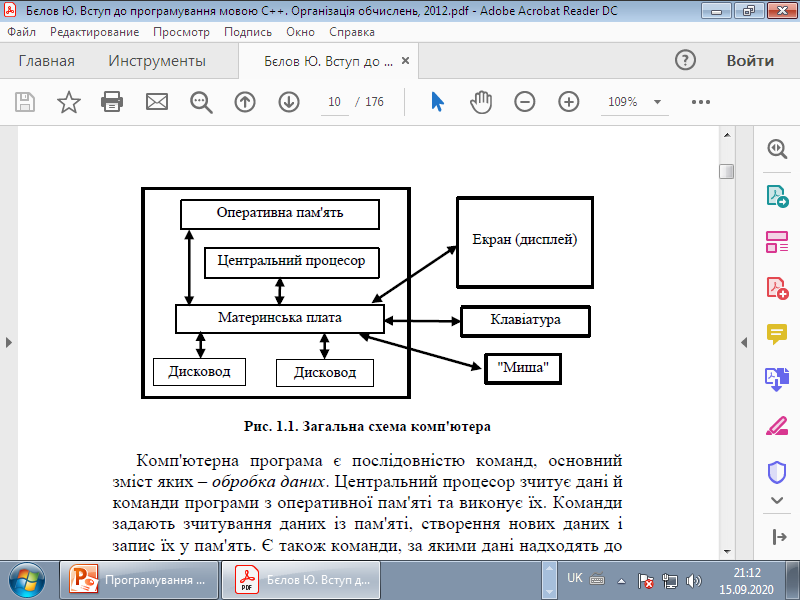 Бєлов Ю. Вступ до програмування мовою C++. Організація обчислень, 2012.pdf - Adobe Acrobat Reader DC
Файл Редактирование Просмотр Подпись Окно Справка
Главная Инструменты Бєлов Ю. Вступ до ... × ? Войти
10 / 176 109%
Оперативна пам'ять
Екран (дисплей)
Центральний процесор
Материнська плата
Клавіатура
Дисковод
Дисковод
"Миша"
Рис. 1.1. Загальна схема комп'ютера
Комп'ютерна програма є послідовністю команд, основний
зміст яких – обробка даних. Центральний процесор зчитує дані й
команди програми з оперативної пам'яті та виконує їх. Команди
задають зчитування даних із пам'яті, створення нових даних і
запис їх у пам'ять. Є також команди, за якими дані надходять до
Програмування ...
Бєлов Ю. Вступ д...
UK
21:12
15.09.2020